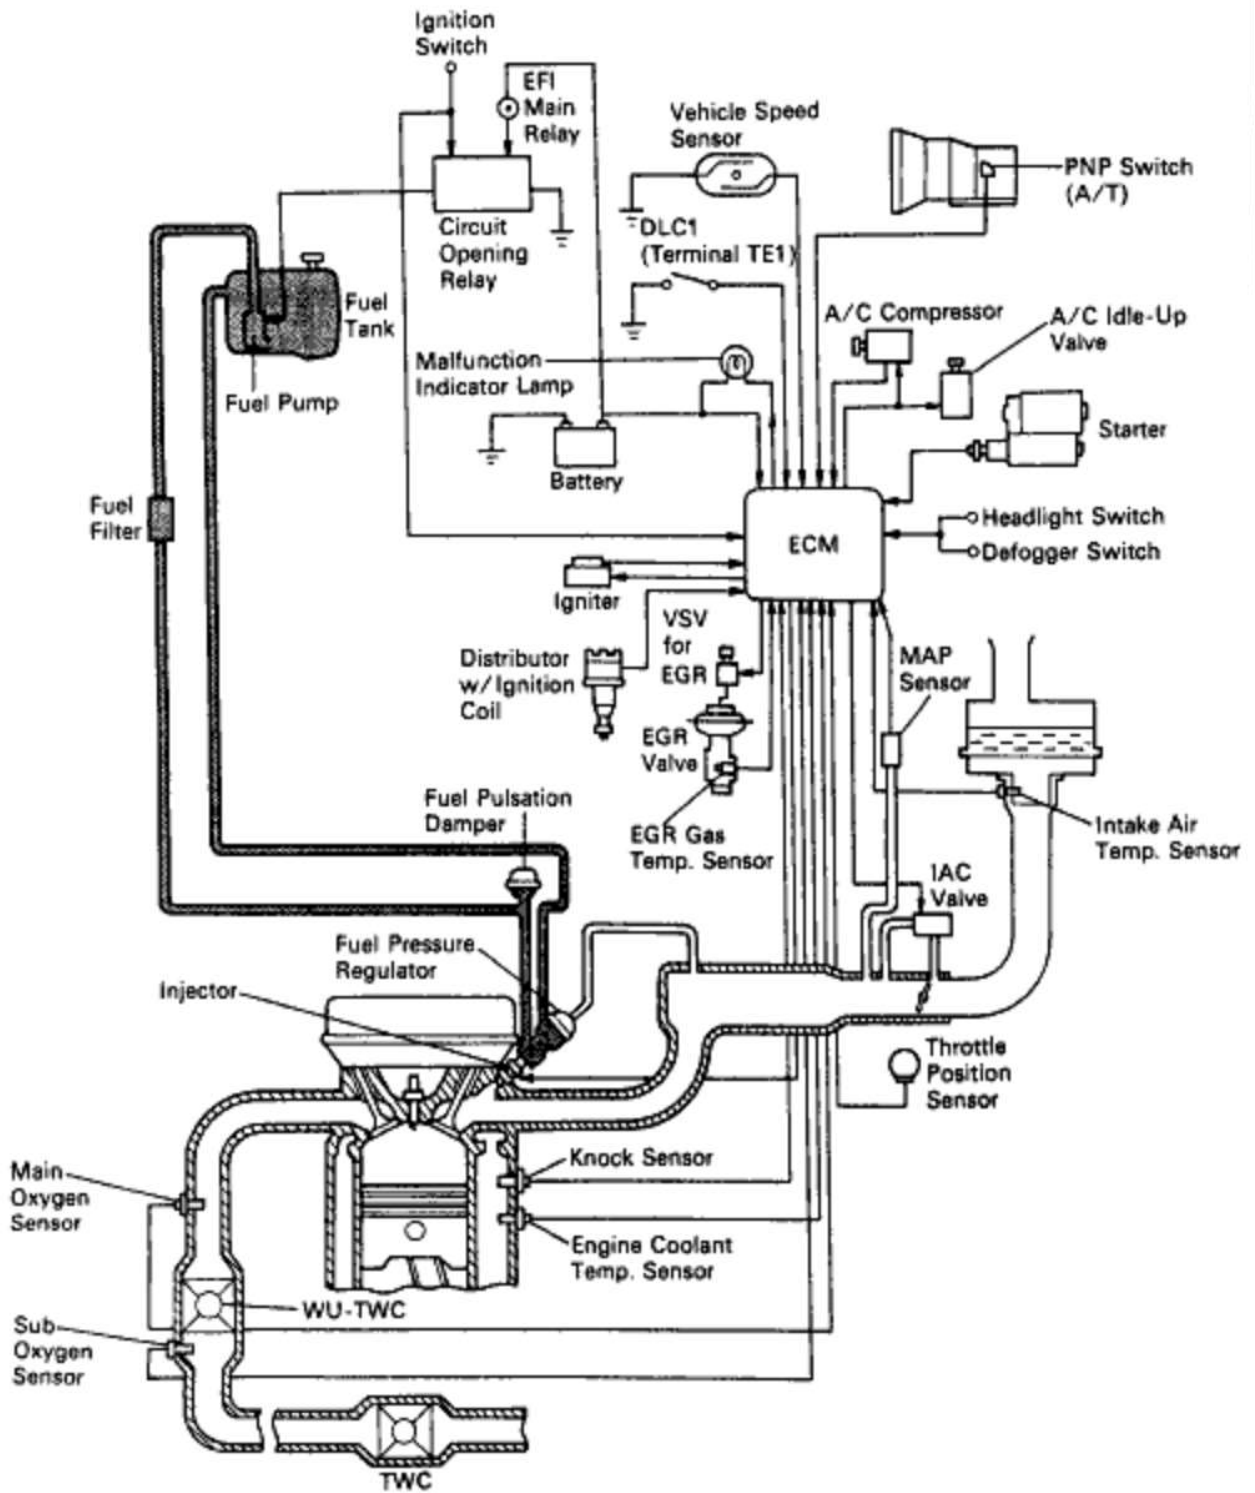 Ignition
Switch
EFI
Main
Relay
Vehicle Speed
Sensor
PNP Switch
(A/T)
Circuit
Opening
Relay
DLC1
(Terminal TE1)
Fuel
Tank
A/C Compressor
A/C Idle-Up
Valve
Malfunction
Indicator Lamp
Fuel Pump
Starter
Battery
Fuel
Filter
Headlight Switch
ECM
Defogger Switch
Igniter
VSV
for
EGR
Distributor
w/Ignition
Coil
MAP
Sensor
EGR
Valve
Fuel Pulsation
Damper
EGR Gas
Temp. Sensor
Intake Air
Temp. Sensor
IAC
Valve
Fuel Pressure
Regulator
Injector
Throttle
Position
Sensor
Knock Sensor
Main
Oxygen
Sensor
Engine Coolant
Temp. Sensor
WU-TWC
Sub
Oxygen
Sensor
TWC